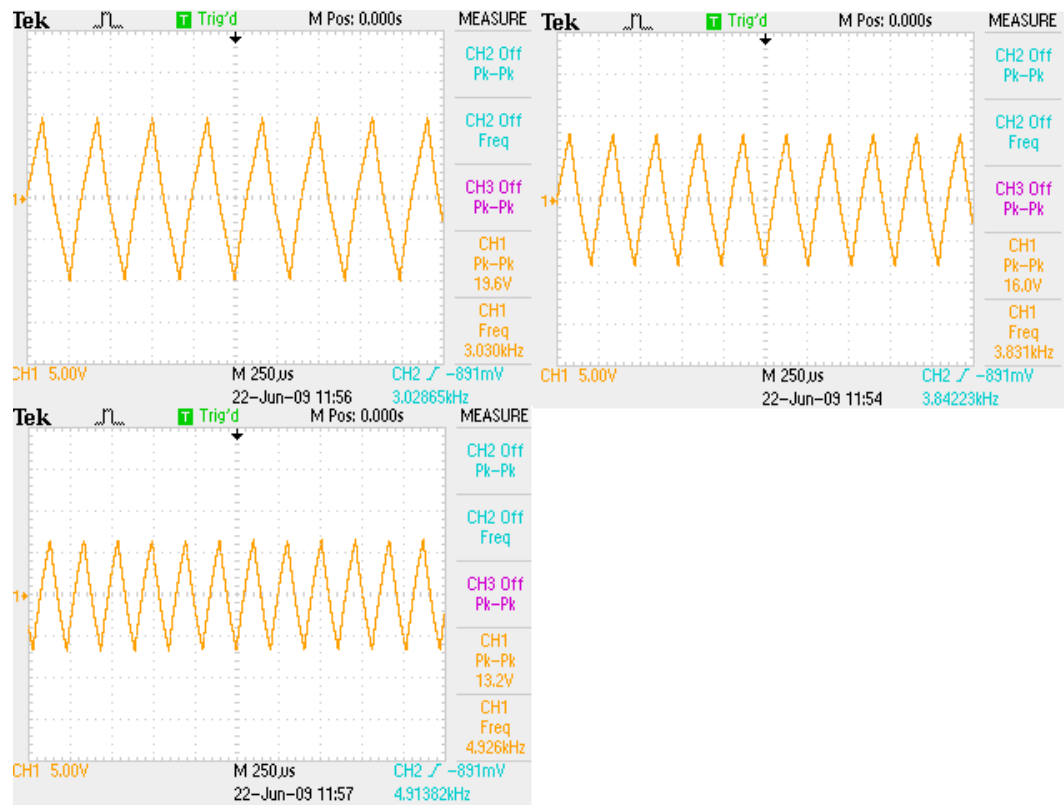 Tek Trig'd M Pos: 0.000s MEASURE
CH2 Off
Pk-Pk
CH2 Off
Freq
CH3 Off
Pk-Pk
1
CH1
Pk-Pk
19.6V
CH1
Freq
3.030kHz
CH1 5.00V M 250µs CH2 -891mV
22-Jun-09 11:56 3.02865kHz
Tek Trig'd M Pos: 0.000s MEASURE
CH2 Off
Pk-Pk
CH2 Off
Freq
CH3 Off
Pk-Pk
1
CH1
Pk-Pk
16.0V
CH1
Freq
3.831kHz
CH1 5.00V M 250µs CH2 -891mV
22-Jun-09 11:54 3.84223kHz
Tek Trig'd M Pos: 0.000s MEASURE
CH2 Off
Pk-Pk
CH2 Off
Freq
CH3 Off
Pk-Pk
1
CH1
Pk-Pk
13.2V
CH1
Freq
4.926kHz
CH1 5.00V M 250µs CH2 -891mV
22-Jun-09 11:57 4.91382kHz